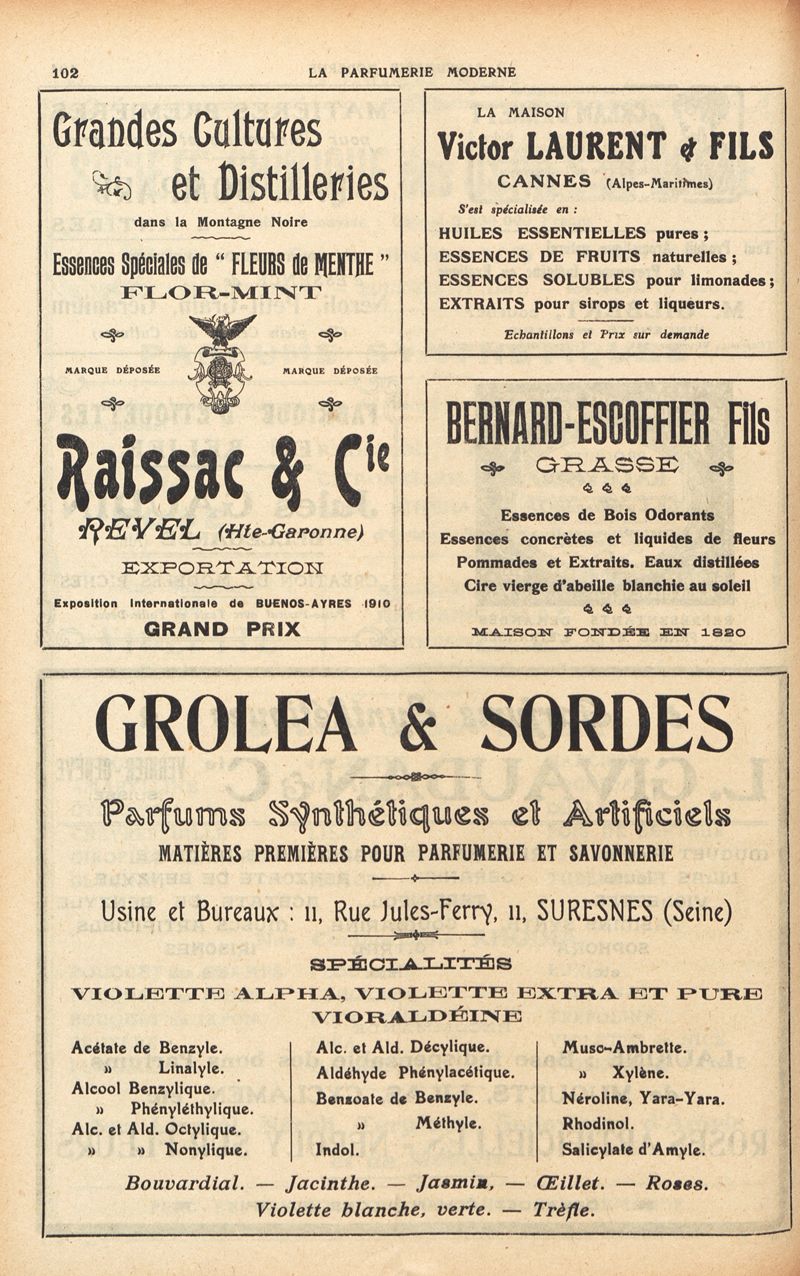 102
LA PARFUMERIE MODERNE
Grandes Cultures
et Distilleries
dans la Montagne Noire
Essences Spéciales de “ FLEURS de MENTHE ”
FLOR-MINT
MARQUE DÉPOSÉE
MARQUE DÉPOSÉE
Raissac & Cie
REVEL (Hte-Garonne)
EXPORTATION
Exposition Internationale de BUENOS-AYRES 1910
GRAND PRIX
LA MAISON
Victor LAURENT & FILS
CANNES (Alpes-Maritimes)
S'est spécialisée en :
HUILES ESSENTIELLES pures ;
ESSENCES DE FRUITS naturelles ;
ESSENCES SOLUBLES pour limonades ;
EXTRAITS pour sirops et liqueurs.
Echantillons et Prix sur demande
BERNARD-ESCOFFIER Fils
GRASSE
Essences de Bois Odorants
Essences concrètes et liquides de fleurs
Pommades et Extraits. Eaux distillées
Cire vierge d'abeille blanchie au soleil
MAISON FONDÉE EN 1820
GROLEA & SORDES
Parfums Synthétiques et Artificiels
MATIÈRES PREMIÈRES POUR PARFUMERIE ET SAVONNERIE
Usine et Bureaux : 11, Rue Jules-Ferry, 11, SURESNES (Seine)
SPÉCIALITÉS
VIOLETTE ALPHA, VIOLETTE EXTRA ET PURE
VIORALDÉINE
Acétate de Benzyle.
» Linalyle.
Alcool Benzylique.
» Phényléthylique.
Alc. et Ald. Octylique.
» » Nonylique.
Alc. et Ald. Décylique.
Aldéhyde Phénylacétique.
Benzoate de Benzyle.
» Méthyle.
Indol.
Musc-Ambrette.
» Xylène.
Néroline, Yara-Yara.
Rhodinol.
Salicylate d'Amyle.
Bouvardial. — Jacinthe. — Jasmin, — Œillet. — Roses.
Violette blanche, verte. — Trèfle.